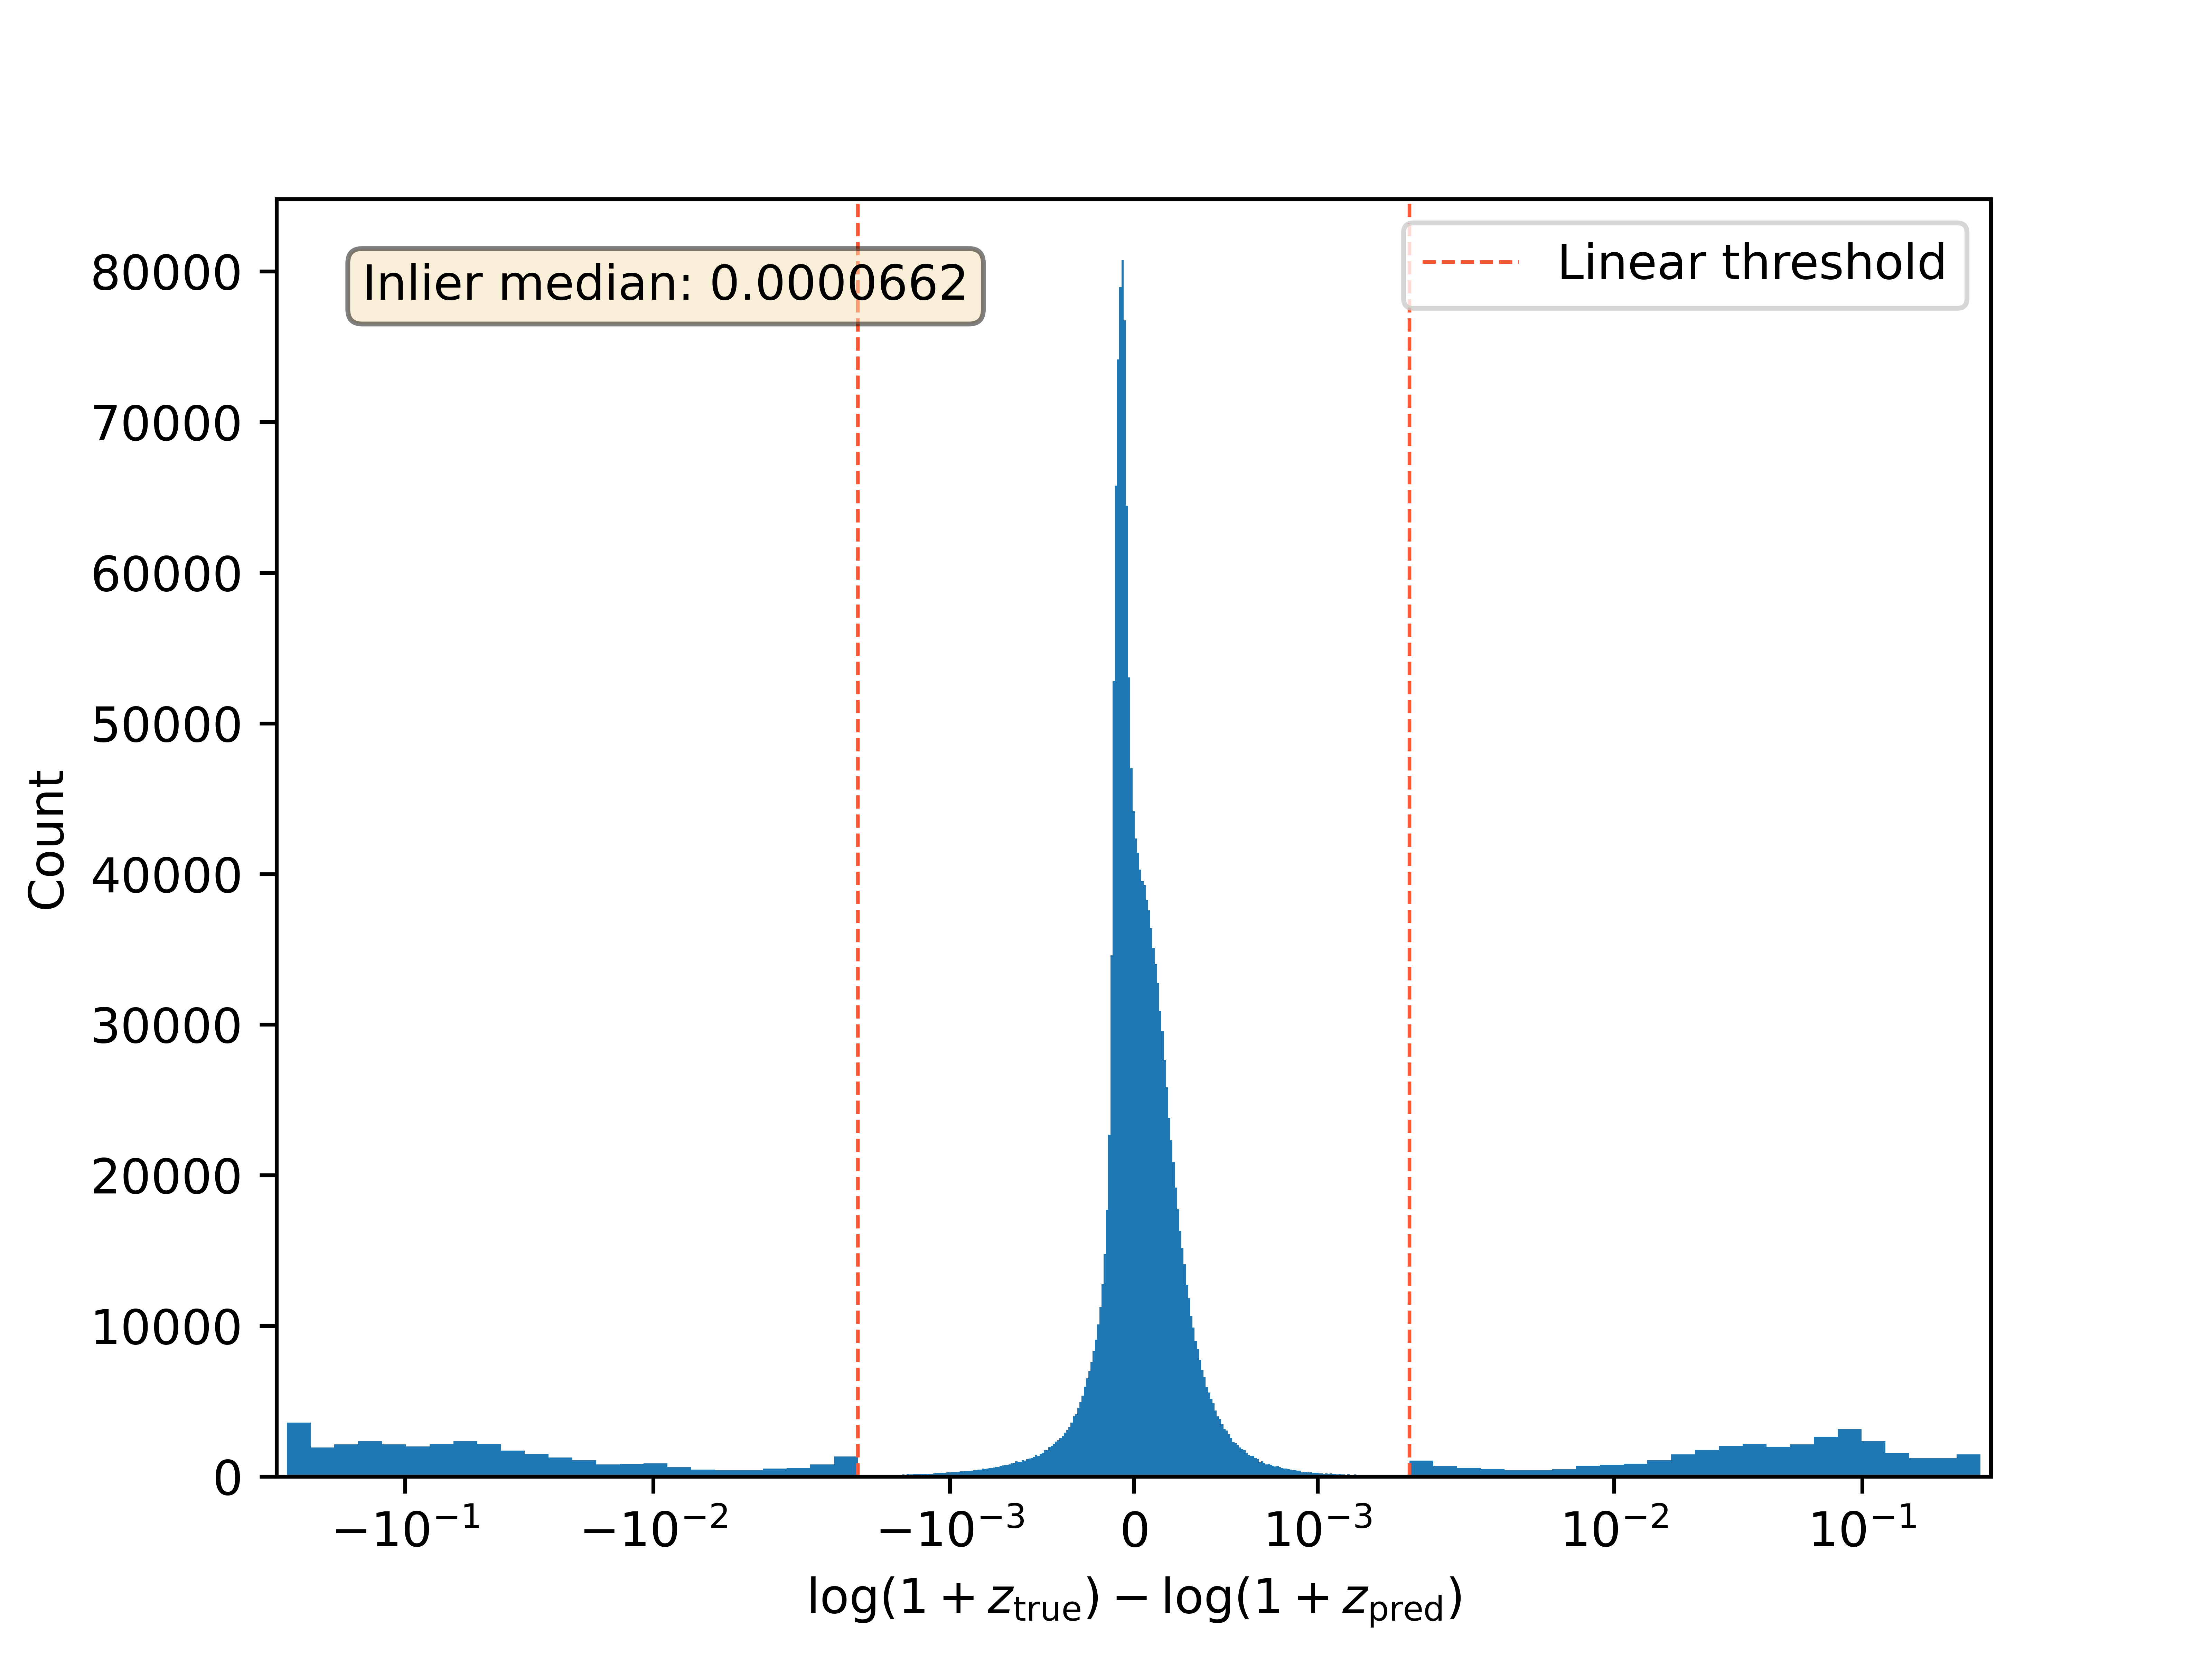 Inlier median: 0.0000662
Linear threshold
80000
70000
60000
50000
40000
30000
20000
10000
0
Count
−10⁻¹ −10⁻² −10⁻³ 0 10⁻³ 10⁻² 10⁻¹
log(1 + z_true) − log(1 + z_pred)